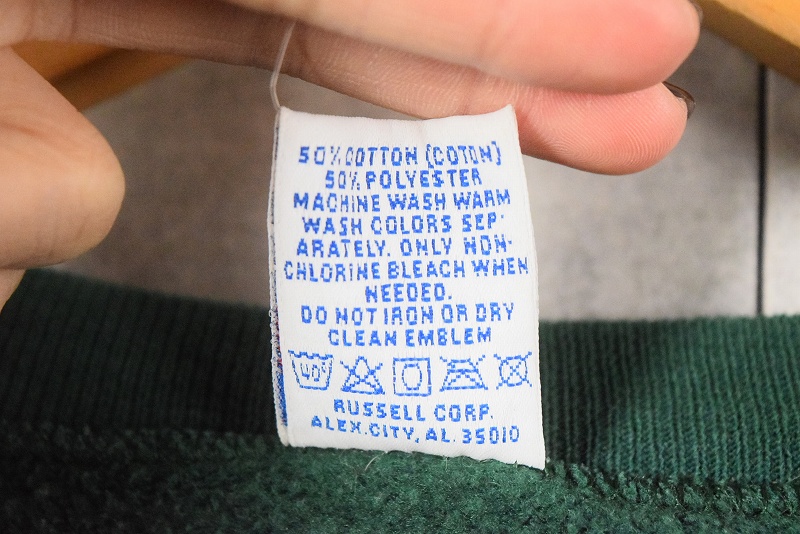 50% COTTON (COTON)
50% POLYESTER
MACHINE WASH WARM
WASH COLORS SEP-
ARATELY. ONLY NON-
CHLORINE BLEACH WHEN
NEEDED.
DO NOT IRON OR DRY
CLEAN EMBLEM
40°
RUSSELL CORP.
ALEX.CITY, AL. 35010